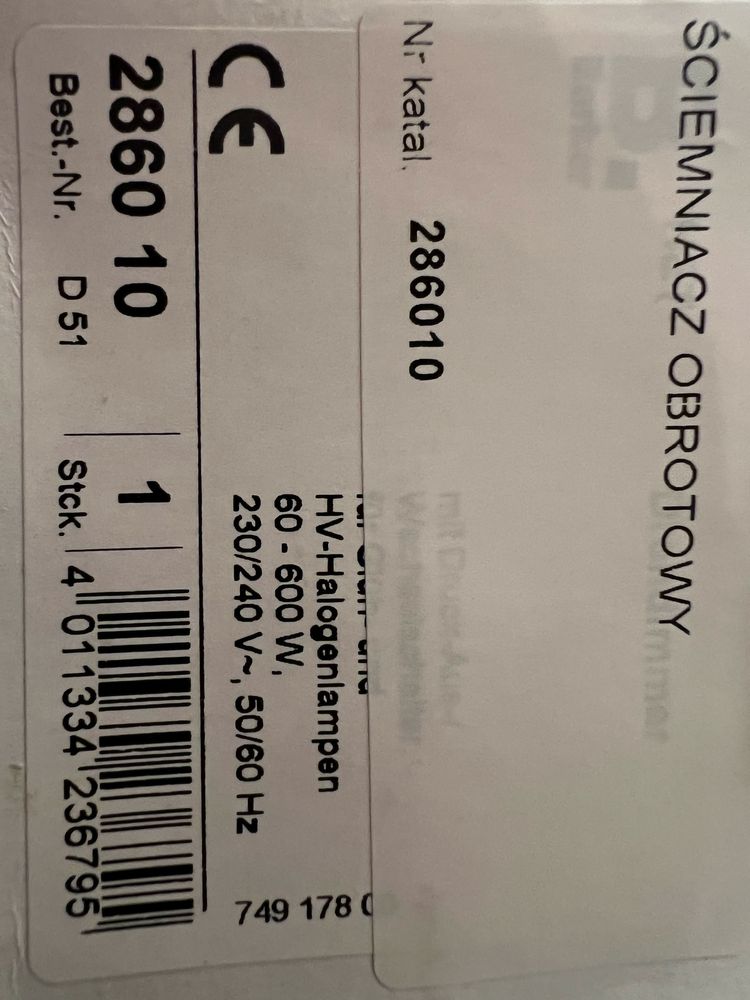 ŚCIEMNIACZ OBROTOWY
Nr katal. 286010
HV-Halogenlampen
60 - 600 W,
230/240 V~, 50/60 Hz
749 178
CE
2860 10
1
Best.-Nr. D 51
Stck.
4 011334 236795